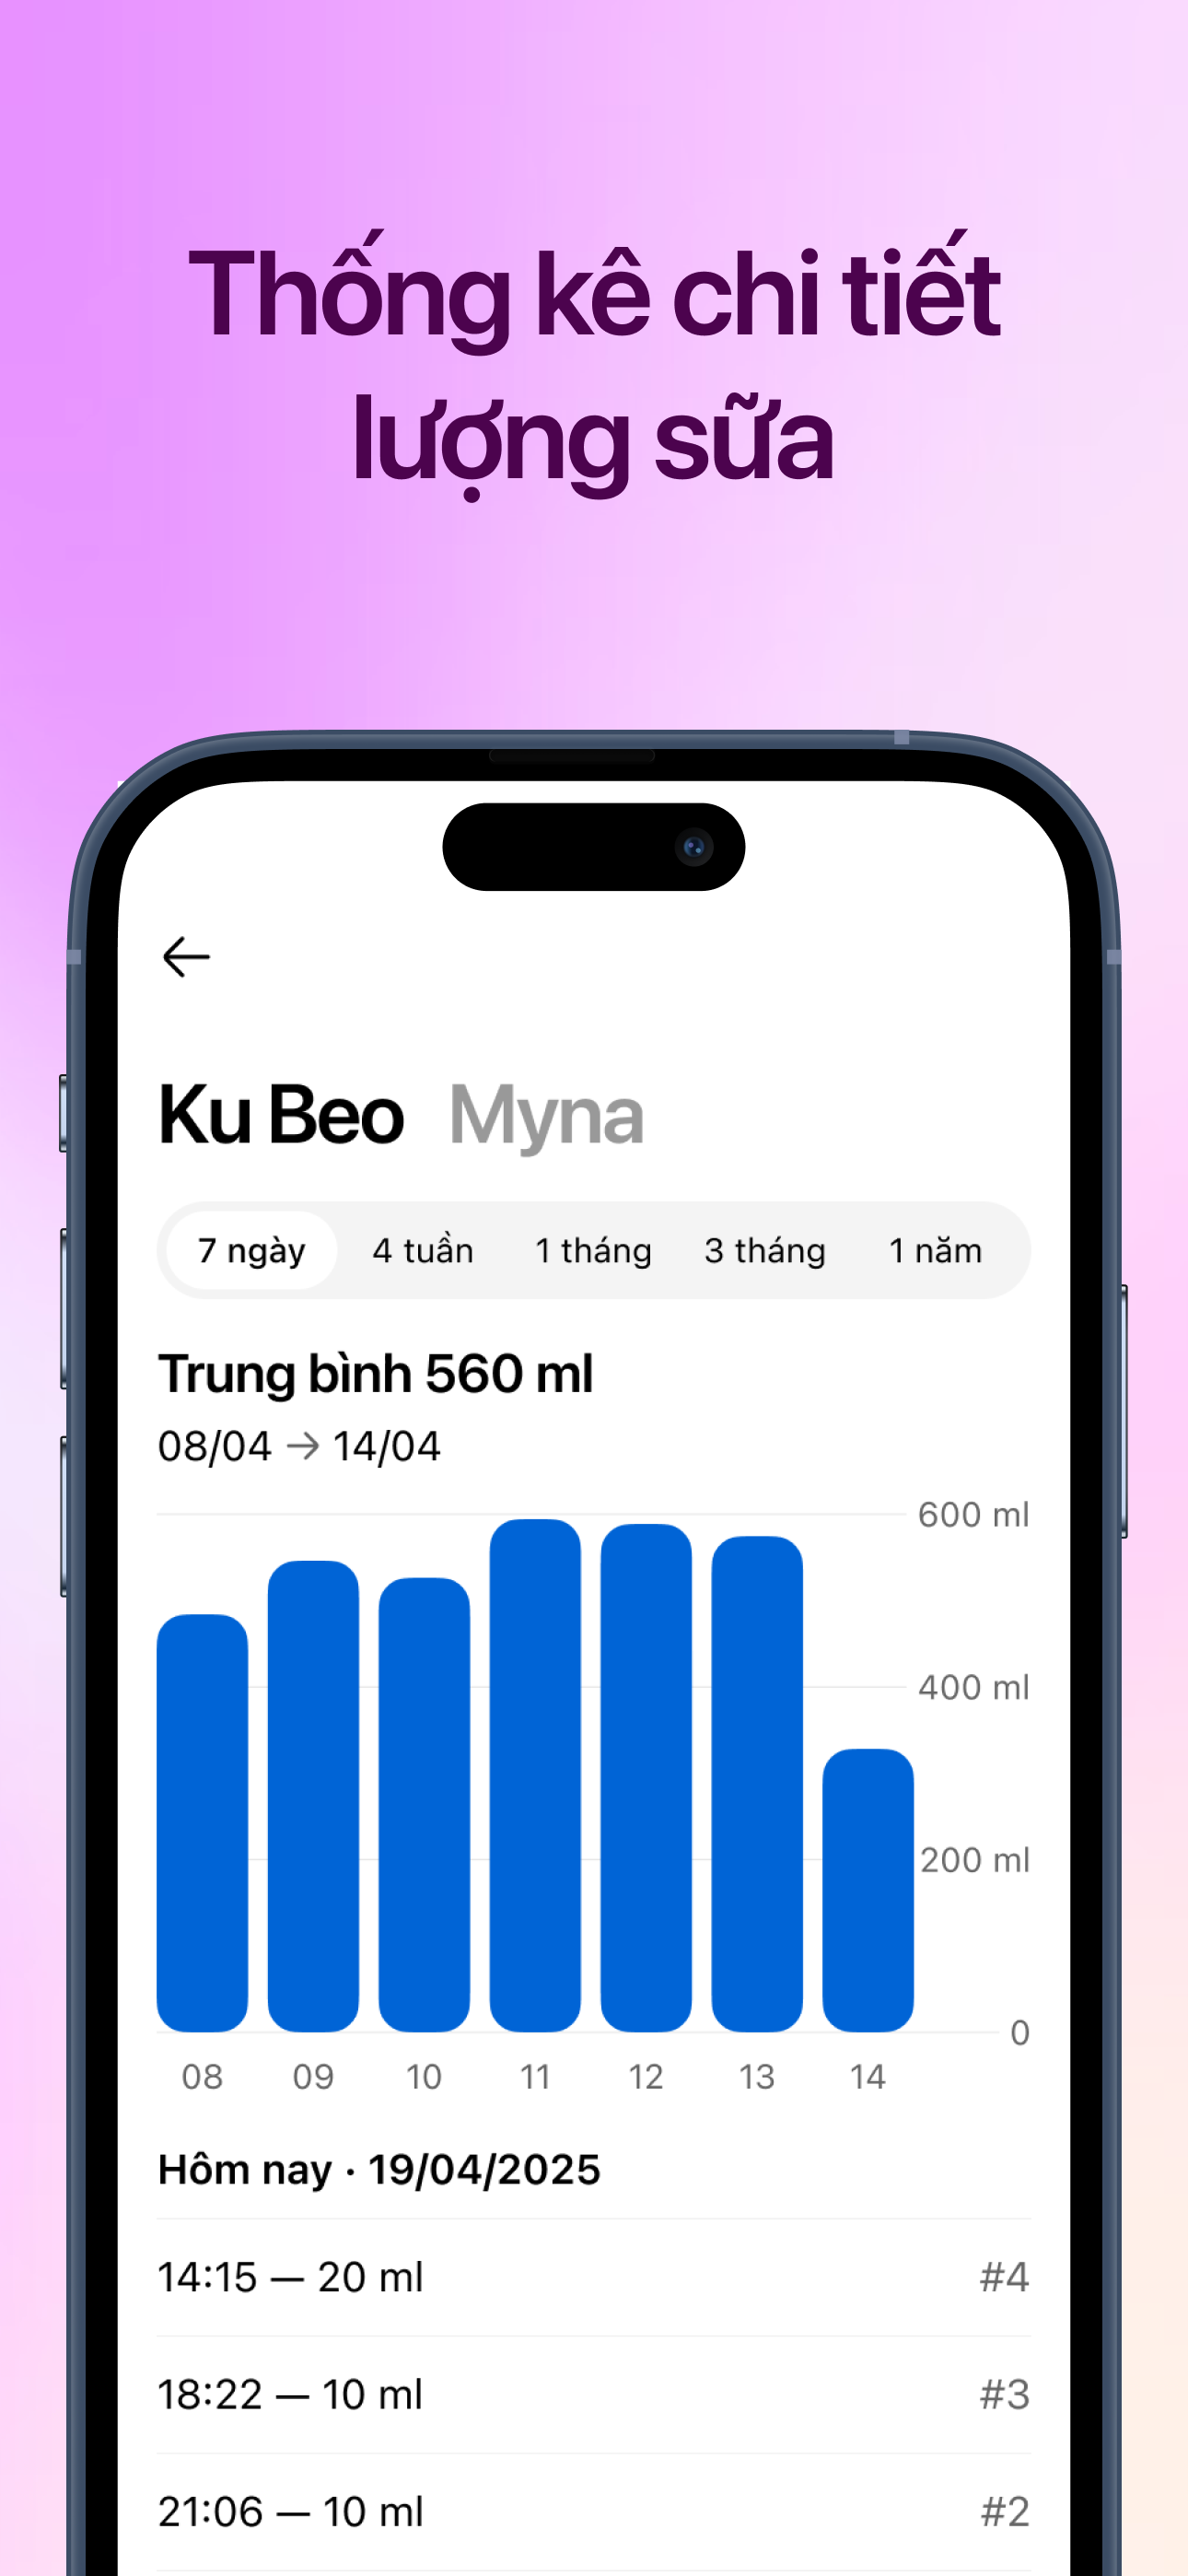 Thống kê chi tiết
lượng sữa
Ku Beo Myna
7 ngày 4 tuần 1 tháng 3 tháng 1 năm
Trung bình 560 ml
08/04 → 14/04
600 ml
400 ml
200 ml
0
08 09 10 11 12 13 14
Hôm nay · 19/04/2025
14:15 — 20 ml #4
18:22 — 10 ml #3
21:06 — 10 ml #2